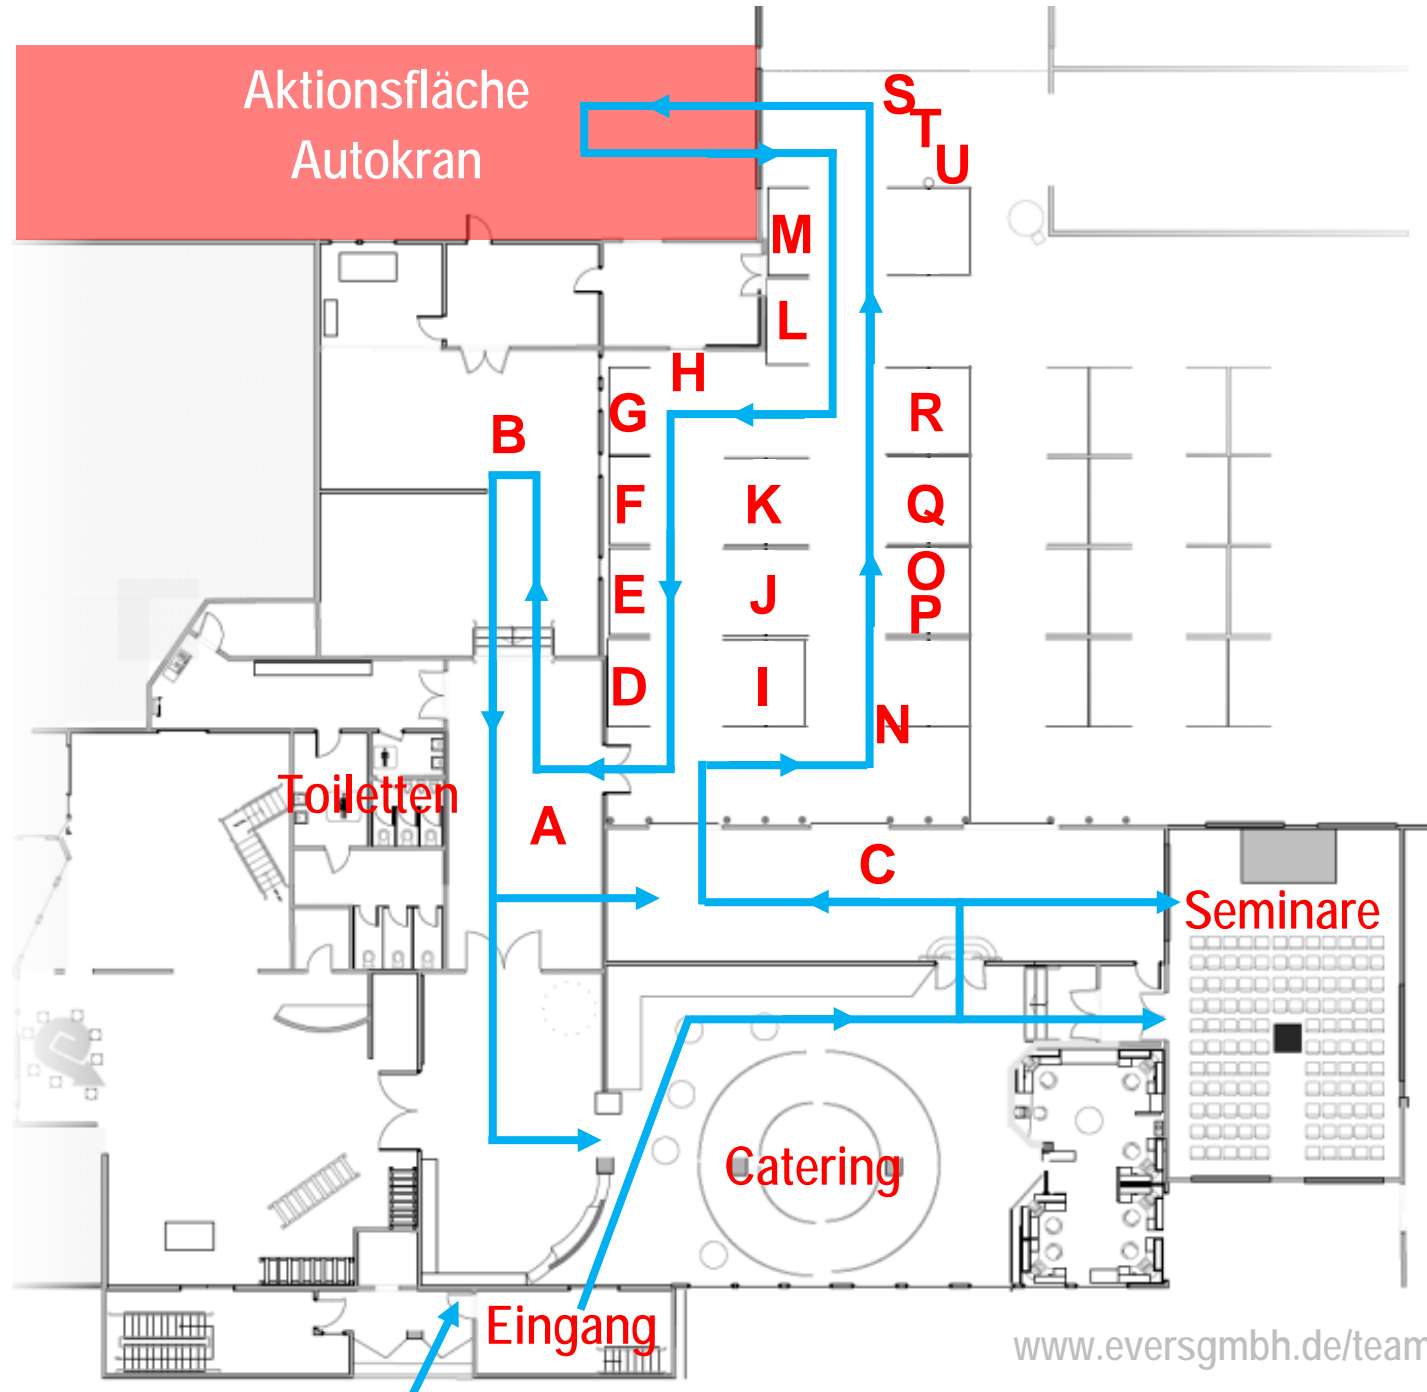 Aktionsfläche
Autokran
S
T
U
M
L
H
G
R
B
F
K
Q
E
J
O
P
D
I
N
Toiletten
A
C
Seminare
Catering
Eingang
www.eversgmbh.de/team